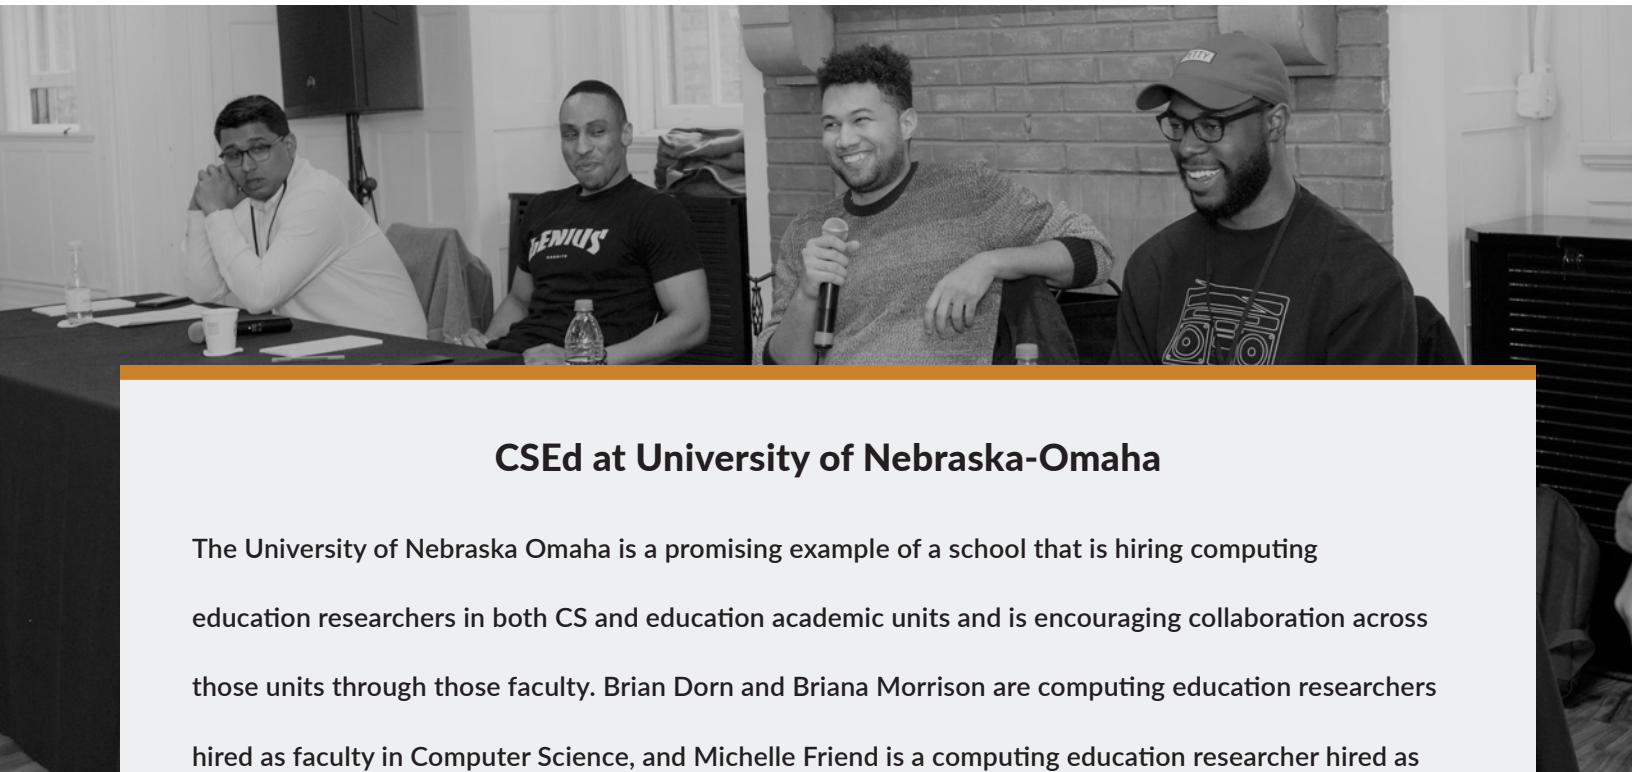 GENIUS
CSEd at University of Nebraska-Omaha
The University of Nebraska Omaha is a promising example of a school that is hiring computing
education researchers in both CS and education academic units and is encouraging collaboration across
those units through those faculty. Brian Dorn and Briana Morrison are computing education researchers
hired as faculty in Computer Science, and Michelle Friend is a computing education researcher hired as